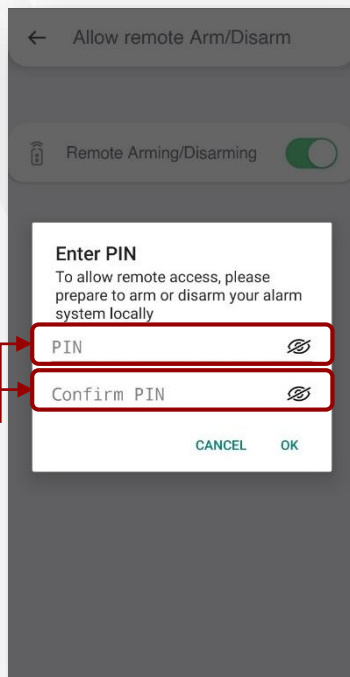 Allow remote Arm/Disarm
Remote Arming/Disarming
Enter PIN
To allow remote access, please
prepare to arm or disarm your alarm
system locally
PIN
Confirm PIN
CANCEL OK